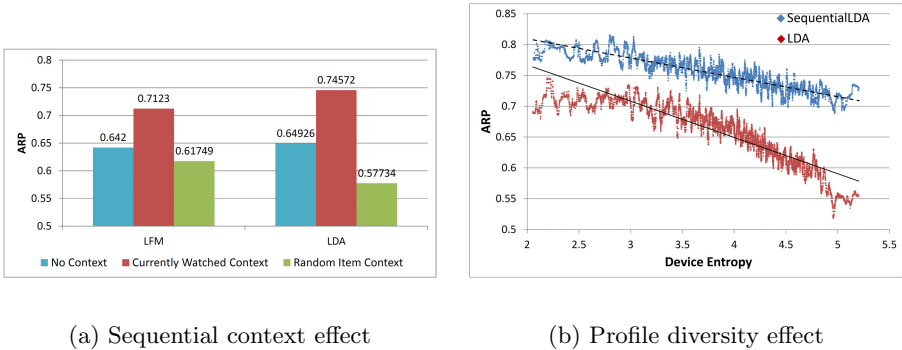 0.8
0.75
0.7
0.65
0.6
0.55
0.5
ARP
0.642
0.7123
0.61749
0.64926
0.74572
0.57734
LFM
LDA
No Context
Currently Watched Context
Random Item Context
(a) Sequential context effect
0.85
0.8
0.75
0.7
0.65
0.6
0.55
0.5
ARP
SequentialLDA
LDA
2
2.5
3
3.5
4
4.5
5
5.5
Device Entropy
(b) Profile diversity effect